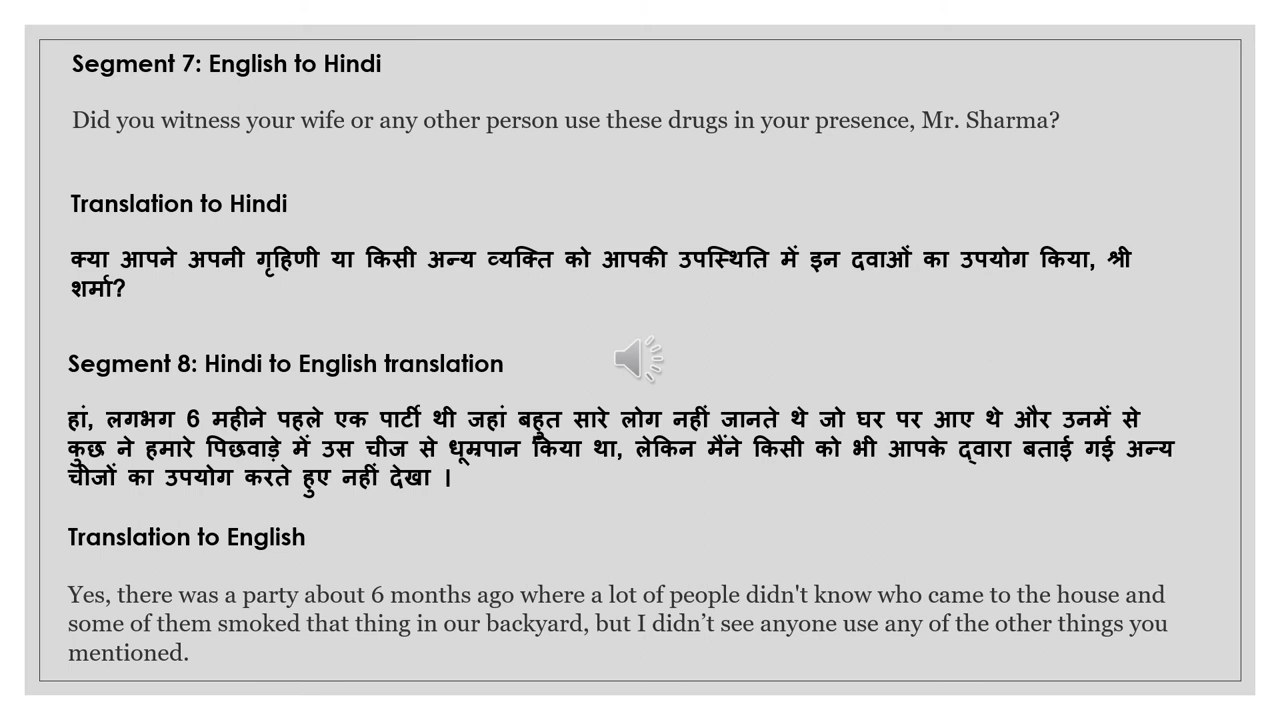 Segment 7: English to Hindi
Did you witness your wife or any other person use these drugs in your presence, Mr. Sharma?
Translation to Hindi
क्या आपने अपनी गृहिणी या किसी अन्य व्यक्ति को आपकी उपस्थिति में इन दवाओं का उपयोग किया, श्री
शर्मा?
Segment 8: Hindi to English translation
हां, लगभग 6 महीने पहले एक पार्टी थी जहां बहुत सारे लोग नहीं जानते थे जो घर पर आए थे और उनमें से
कुछ ने हमारे पिछवाड़े में उस चीज से धूम्रपान किया था, लेकिन मैंने किसी को भी आपके द्वारा बताई गई अन्य
चीजों का उपयोग करते हुए नहीं देखा ।
Translation to English
Yes, there was a party about 6 months ago where a lot of people didn't know who came to the house and
some of them smoked that thing in our backyard, but I didn’t see anyone use any of the other things you
mentioned.